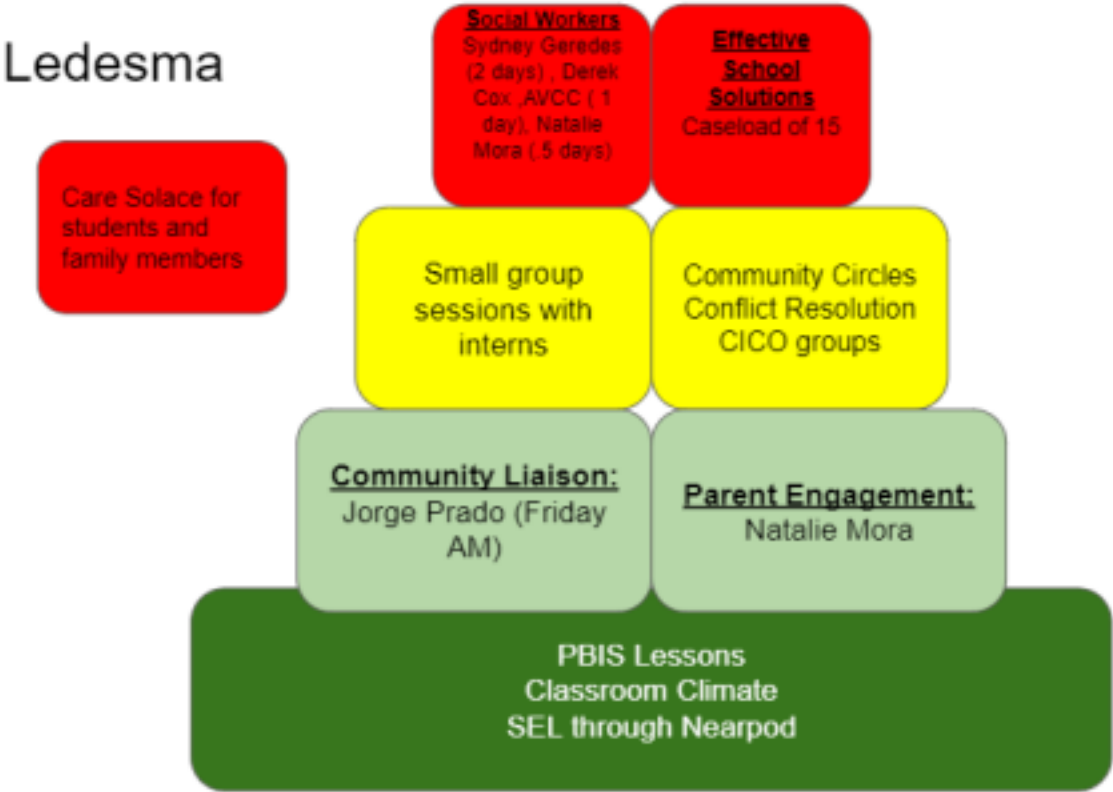 Ledesma
Social Workers
Sydney Geredes
(2 days) , Derek
Cox ,AVCC ( 1
day), Natalie
Mora (.5 days)
Effective
School
Solutions
Caseload of 15
Care Solace for
students and
family members
Small group
sessions with
interns
Community Circles
Conflict Resolution
CICO groups
Community Liaison:
Jorge Prado (Friday
AM)
Parent Engagement:
Natalie Mora
PBIS Lessons
Classroom Climate
SEL through Nearpod